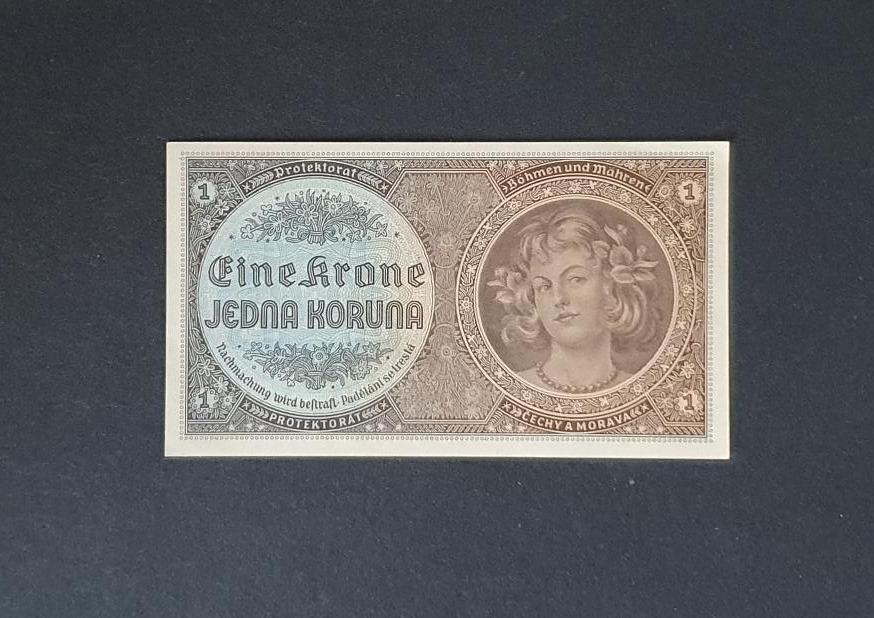 1
Protektorat
Böhmen und Mähren
1
Eine Krone
JEDNA KORUNA
Nachmachung wird bestraft · Padělání se trestá
1
PROTEKTORÁT
ČECHY A MORAVA
1